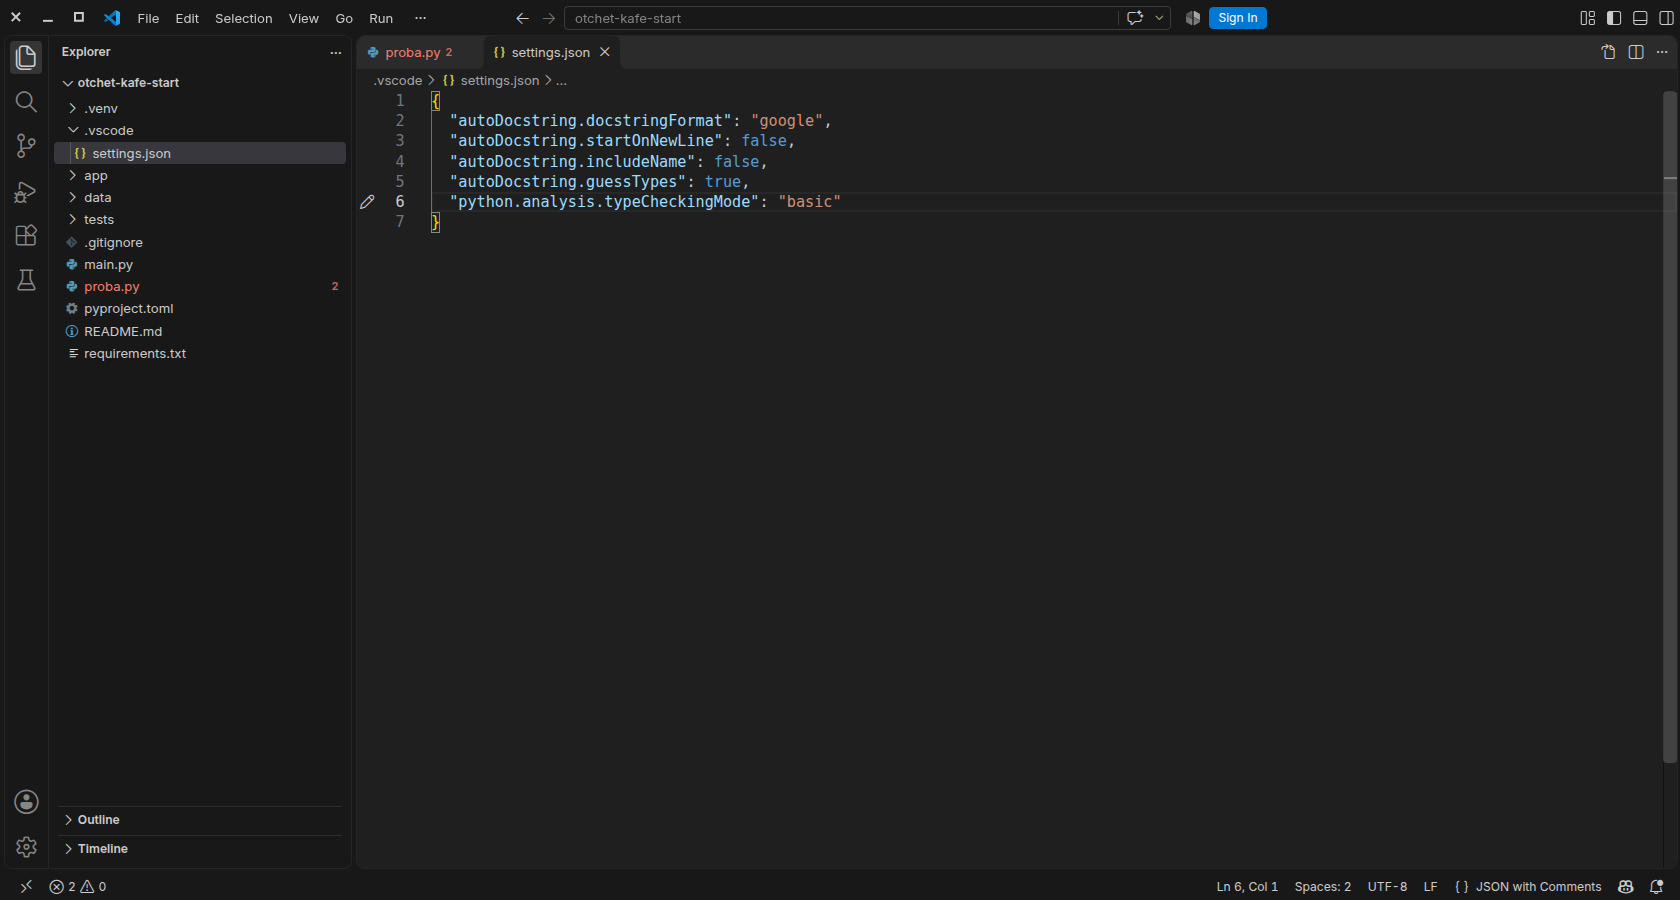 File Edit Selection View Go Run ··· otchet-kafe-start Sign In
Explorer ···
otchet-kafe-start
.venv
.vscode
settings.json
app
data
tests
.gitignore
main.py
proba.py 2
pyproject.toml
README.md
requirements.txt
Outline
Timeline
proba.py 2 settings.json
.vscode > settings.json > ...
1 {
2 "autoDocstring.docstringFormat": "google",
3 "autoDocstring.startOnNewLine": false,
4 "autoDocstring.includeName": false,
5 "autoDocstring.guessTypes": true,
6 "python.analysis.typeCheckingMode": "basic"
7 }
2 0 Ln 6, Col 1 Spaces: 2 UTF-8 LF { } JSON with Comments